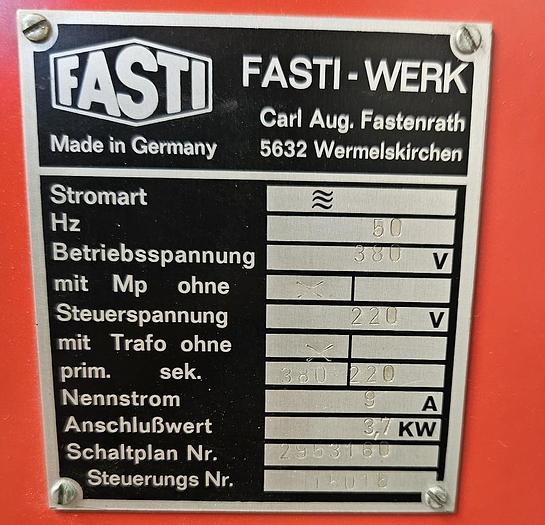 FASTI
FASTI-WERK
Carl Aug. Fastenrath
Made in Germany 5632 Wermelskirchen
Stromart ≋
Hz 50
Betriebsspannung 380 V
mit Mp ohne X
Steuerspannung 220 V
mit Trafo ohne X
prim. sek. 380 220
Nennstrom 9 A
Anschlußwert 3,7 KW
Schaltplan Nr. 2953160
Steuerungs Nr.